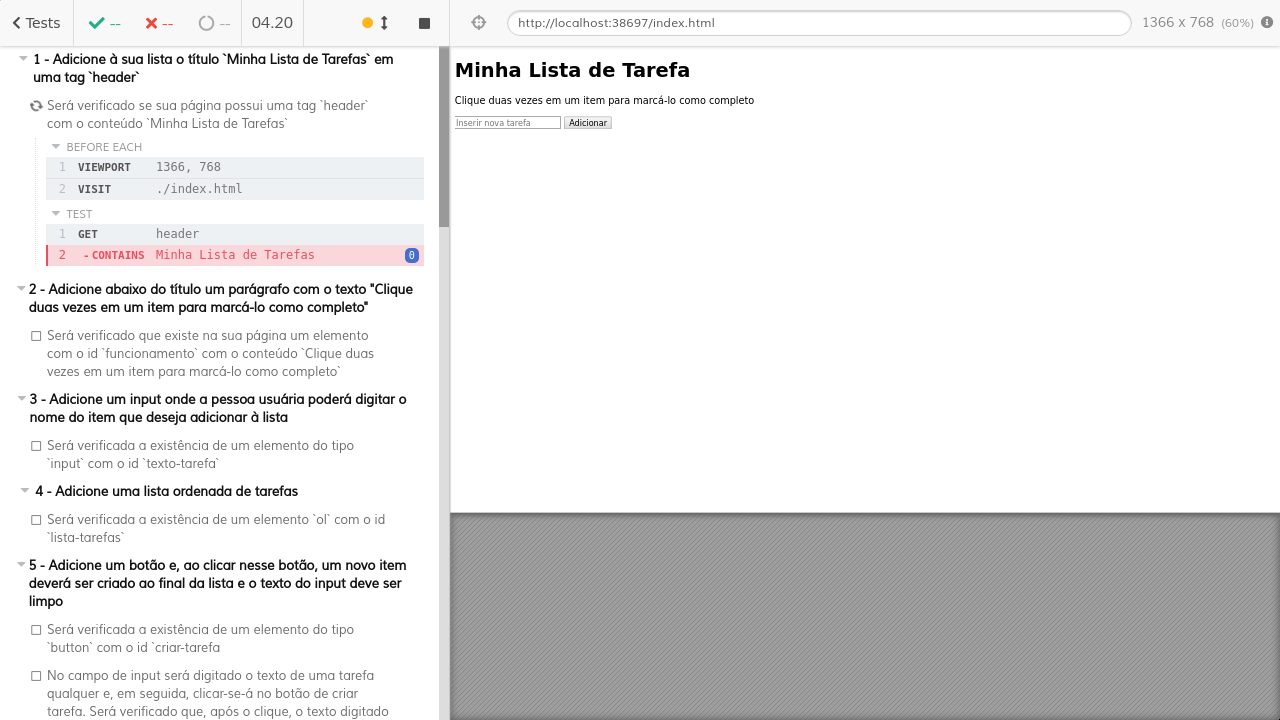 Tests
--
--
--
04.20
http://localhost:38697/index.html
1366 x 768 (60%)
1 - Adicione à sua lista o título `Minha Lista de Tarefas` em
uma tag `header`
Será verificado se sua página possui uma tag `header`
com o conteúdo `Minha Lista de Tarefas`
BEFORE EACH
1 VIEWPORT 1366, 768
2 VISIT ./index.html
TEST
1 GET header
2 - CONTAINS Minha Lista de Tarefas 0
2 - Adicione abaixo do título um parágrafo com o texto "Clique
duas vezes em um item para marcá-lo como completo"
Será verificado que existe na sua página um elemento
com o id `funcionamento` com o conteúdo `Clique duas
vezes em um item para marcá-lo como completo`
3 - Adicione um input onde a pessoa usuária poderá digitar o
nome do item que deseja adicionar à lista
Será verificada a existência de um elemento do tipo
`input` com o id `texto-tarefa`
4 - Adicione uma lista ordenada de tarefas
Será verificada a existência de um elemento `ol` com o id
`lista-tarefas`
5 - Adicione um botão e, ao clicar nesse botão, um novo item
deverá ser criado ao final da lista e o texto do input deve ser
limpo
Será verificada a existência de um elemento do tipo
`button` com o id `criar-tarefa
No campo de input será digitado o texto de uma tarefa
qualquer e, em seguida, clicar-se-á no botão de criar
tarefa. Será verificado que, após o clique, o texto digitado
Minha Lista de Tarefa
Clique duas vezes em um item para marcá-lo como completo
Inserir nova tarefa Adicionar